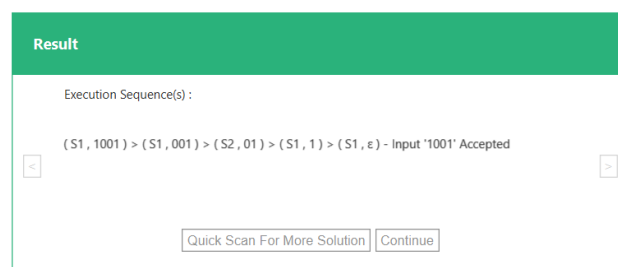 Result
Execution Sequence(s) :
( S1 , 1001 ) > ( S1 , 001 ) > ( S2 , 01 ) > ( S1 , 1 ) > ( S1 , ε ) - Input '1001' Accepted
< >
Quick Scan For More Solution Continue